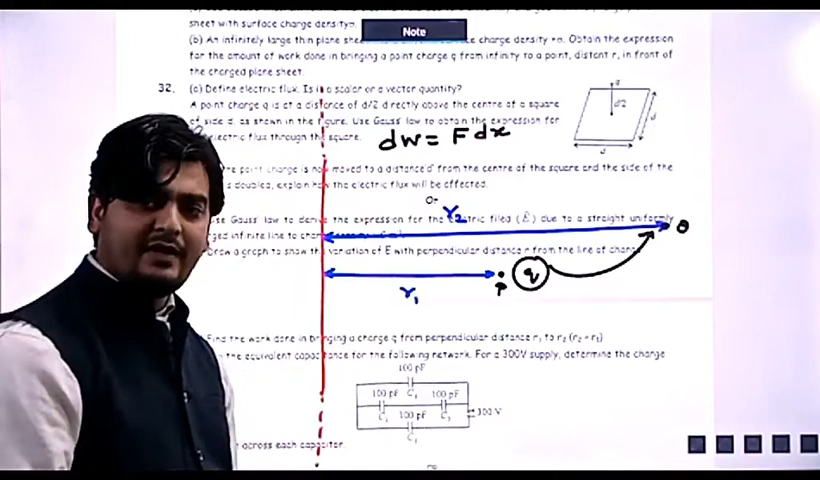 sheet with surface charge density
Note
(b) An infinitely large thin plane charge density +σ. Obtain the expression
for the amount of work done in bringing a point charge q from infinity to a point, distant r, in front of
the charged plane sheet.
32. (a) Define electric flux. Is it a scalar or a vector quantity?
A point charge q is at a distance of d/2 directly above the centre of a square
of side d, as shown in the figure. Use Gauss' law to obtain the expression for
electric flux through the square.
q
d/2
d
d
dW = Fdx
the point charge is now moved to a distance 'd' from the centre of the square and the side of the
is doubled, explain how the electric flux will be affected.
Or
r₂
Use Gauss' law to derive the expression for the electric filed (E) due to a straight uniformly
infinite line
Draw a graph to show the variation of E with perpendicular distance r from the line of charge
r₁
P
q
Find the work done in bringing a charge q from perpendicular distance r₁ to r₂
the equivalent capacitance for the following network. For a 300V supply, determine the charge
100 pF
C₄
100 pF
100 pF
C₃
100 pF
300 V
C₁
across each capacitor.